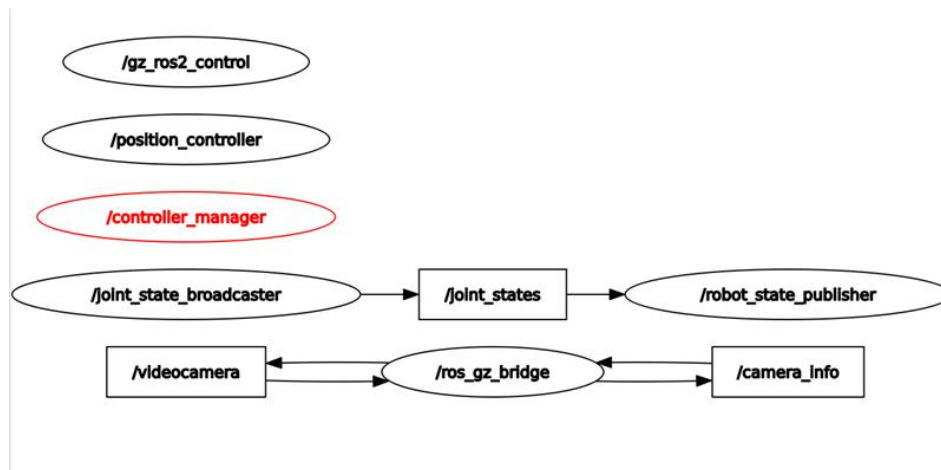 /gz_ros2_control
/position_controller
/controller_manager
/joint_state_broadcaster
/joint_states
/robot_state_publisher
/videocamera
/ros_gz_bridge
/camera_info